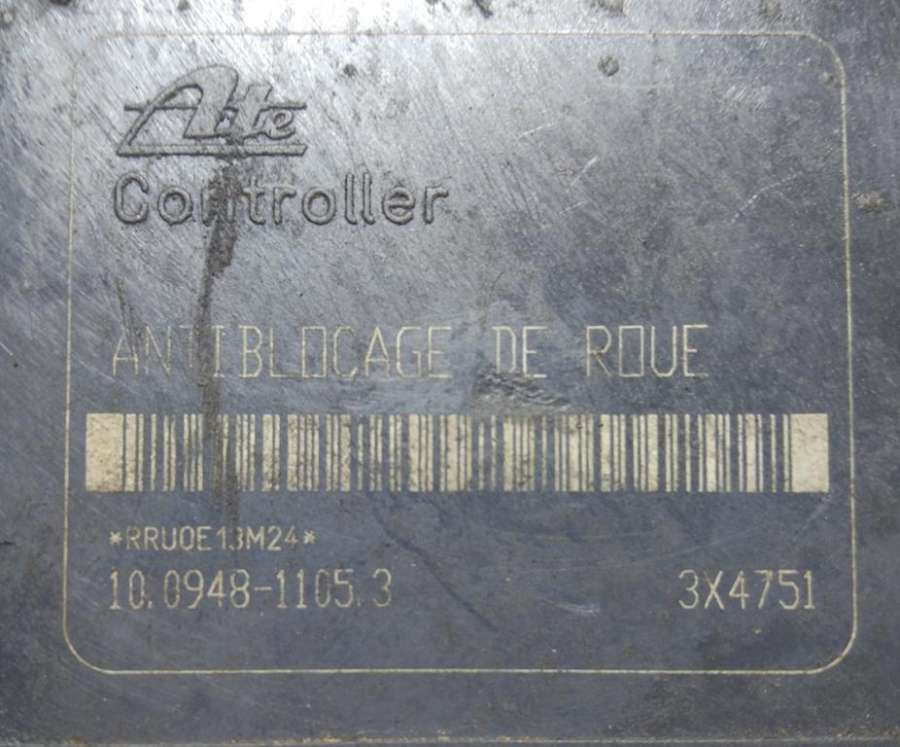 Ate
Controller
ANTIBLOCAGE DE ROUE
*RRUOE13M24*
10.0948-1105.3
3X4751